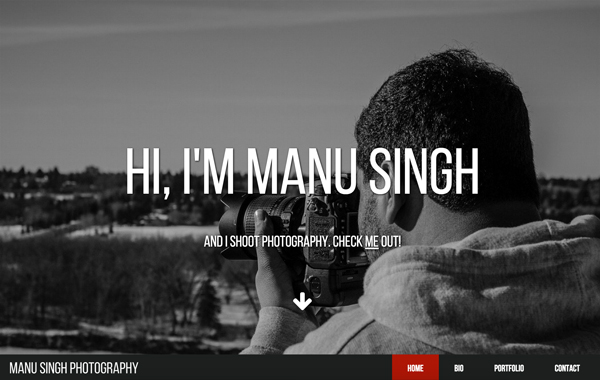 HI, I'M MANU SINGH
AND I SHOOT PHOTOGRAPHY. CHECK ME OUT!
MANU SINGH PHOTOGRAPHY
HOME BIO PORTFOLIO CONTACT